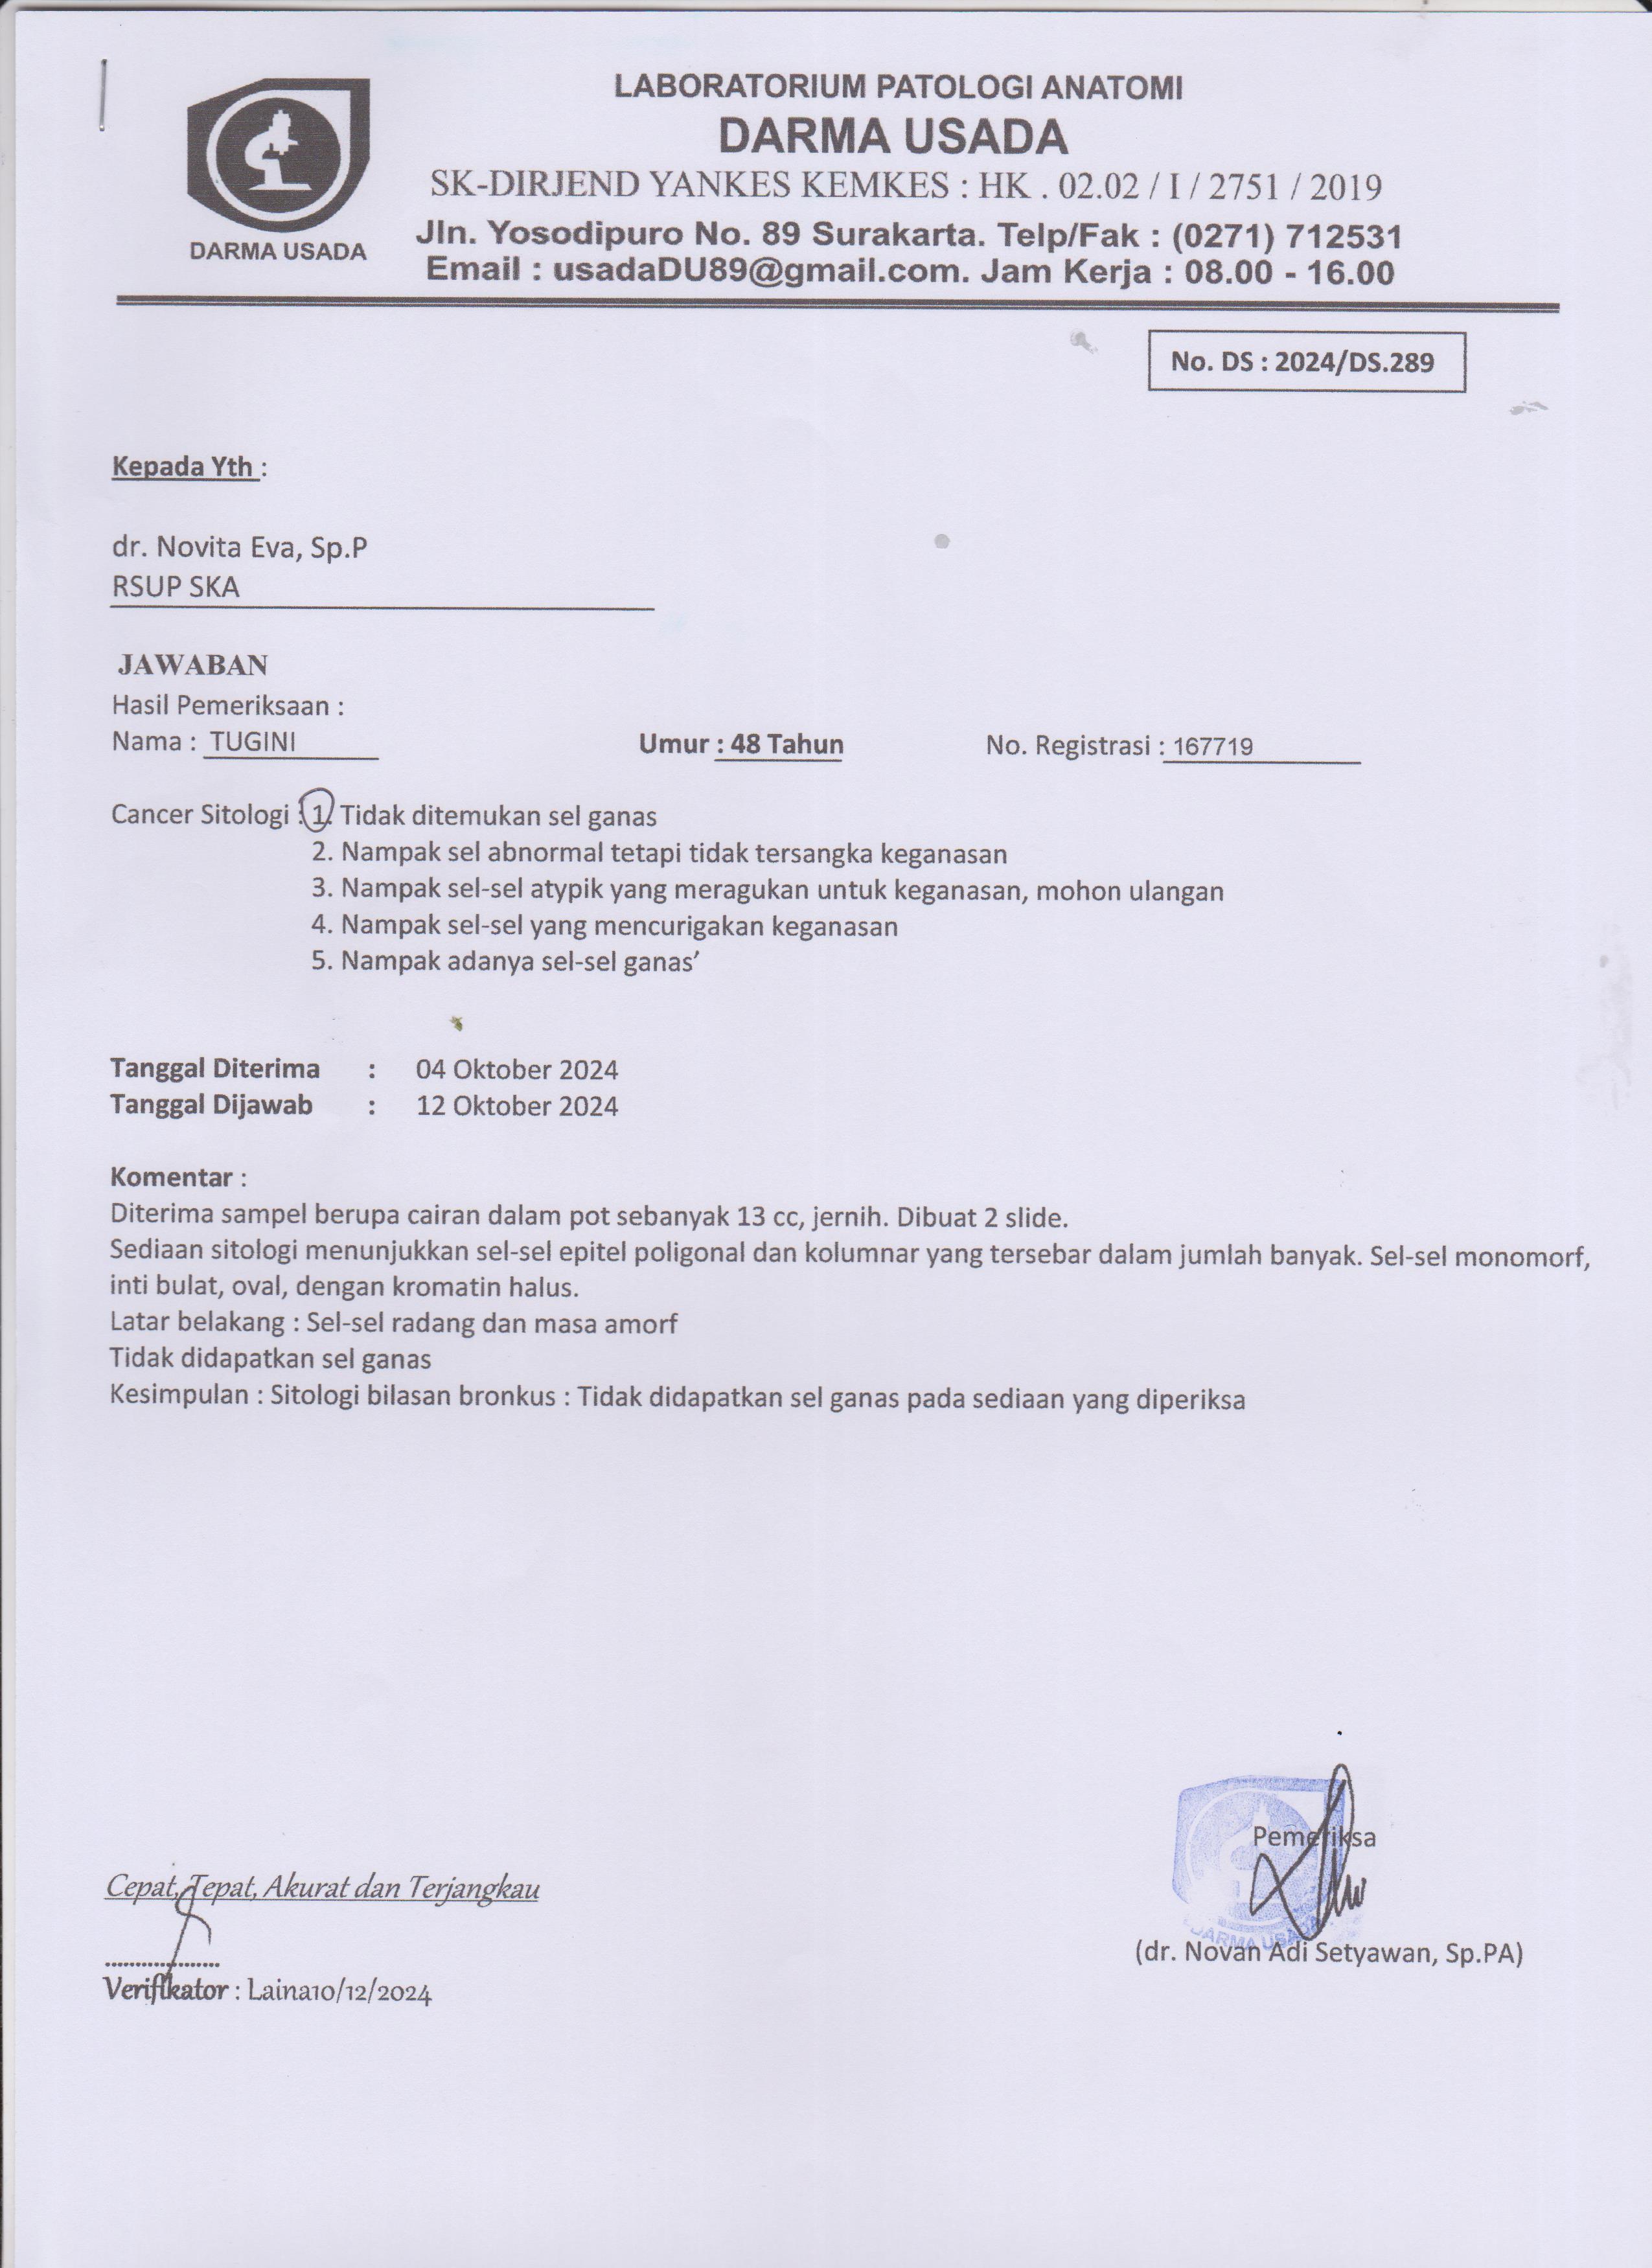 LABORATORIUM PATOLOGI ANATOMI
DARMA USADA
SK-DIRJEND YANKES KEMKES : HK . 02.02 / I / 2751 / 2019
DARMA USADA
Jln. Yosodipuro No. 89 Surakarta. Telp/Fak : (0271) 712531
Email : usadaDU89@gmail.com. Jam Kerja : 08.00 - 16.00
No. DS : 2024/DS.289
Kepada Yth :
dr. Novita Eva, Sp.P
RSUP SKA
JAWABAN
Hasil Pemeriksaan :
Nama : TUGINI Umur : 48 Tahun No. Registrasi : 167719
Cancer Sitologi : 1. Tidak ditemukan sel ganas
2. Nampak sel abnormal tetapi tidak tersangka keganasan
3. Nampak sel-sel atypik yang meragukan untuk keganasan, mohon ulangan
4. Nampak sel-sel yang mencurigakan keganasan
5. Nampak adanya sel-sel ganas’
Tanggal Diterima : 04 Oktober 2024
Tanggal Dijawab : 12 Oktober 2024
Komentar :
Diterima sampel berupa cairan dalam pot sebanyak 13 cc, jernih. Dibuat 2 slide.
Sediaan sitologi menunjukkan sel-sel epitel poligonal dan kolumnar yang tersebar dalam jumlah banyak. Sel-sel monomorf,
inti bulat, oval, dengan kromatin halus.
Latar belakang : Sel-sel radang dan masa amorf
Tidak didapatkan sel ganas
Kesimpulan : Sitologi bilasan bronkus : Tidak didapatkan sel ganas pada sediaan yang diperiksa
Pemeriksa
DARMA USADA
(dr. Novan Adi Setyawan, Sp.PA)
Cepat, Tepat, Akurat dan Terjangkau
....................
Verifikator : Laina10/12/2024